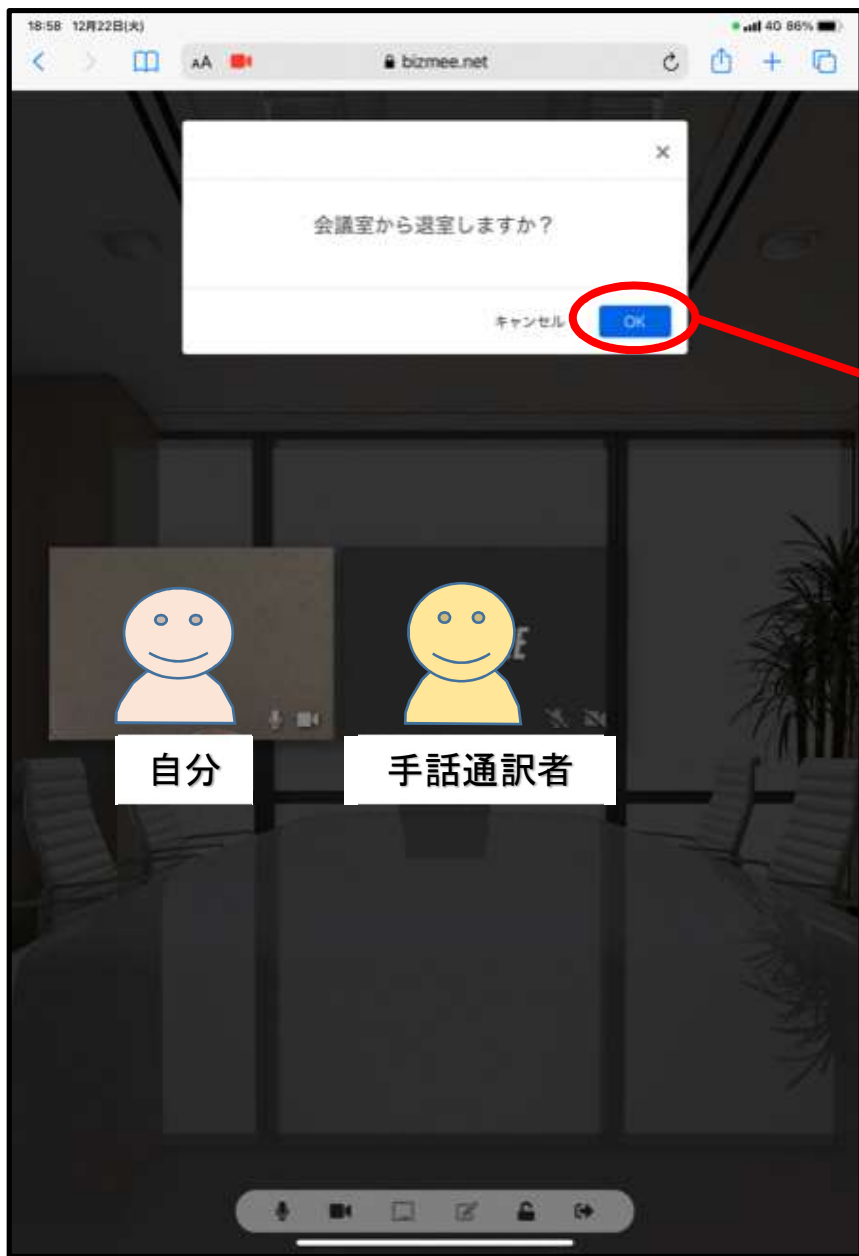 18:58 12月22日(火)
4G 86%
AA bizmee.net
会議室から退室しますか？
キャンセル OK
E
自分 手話通訳者